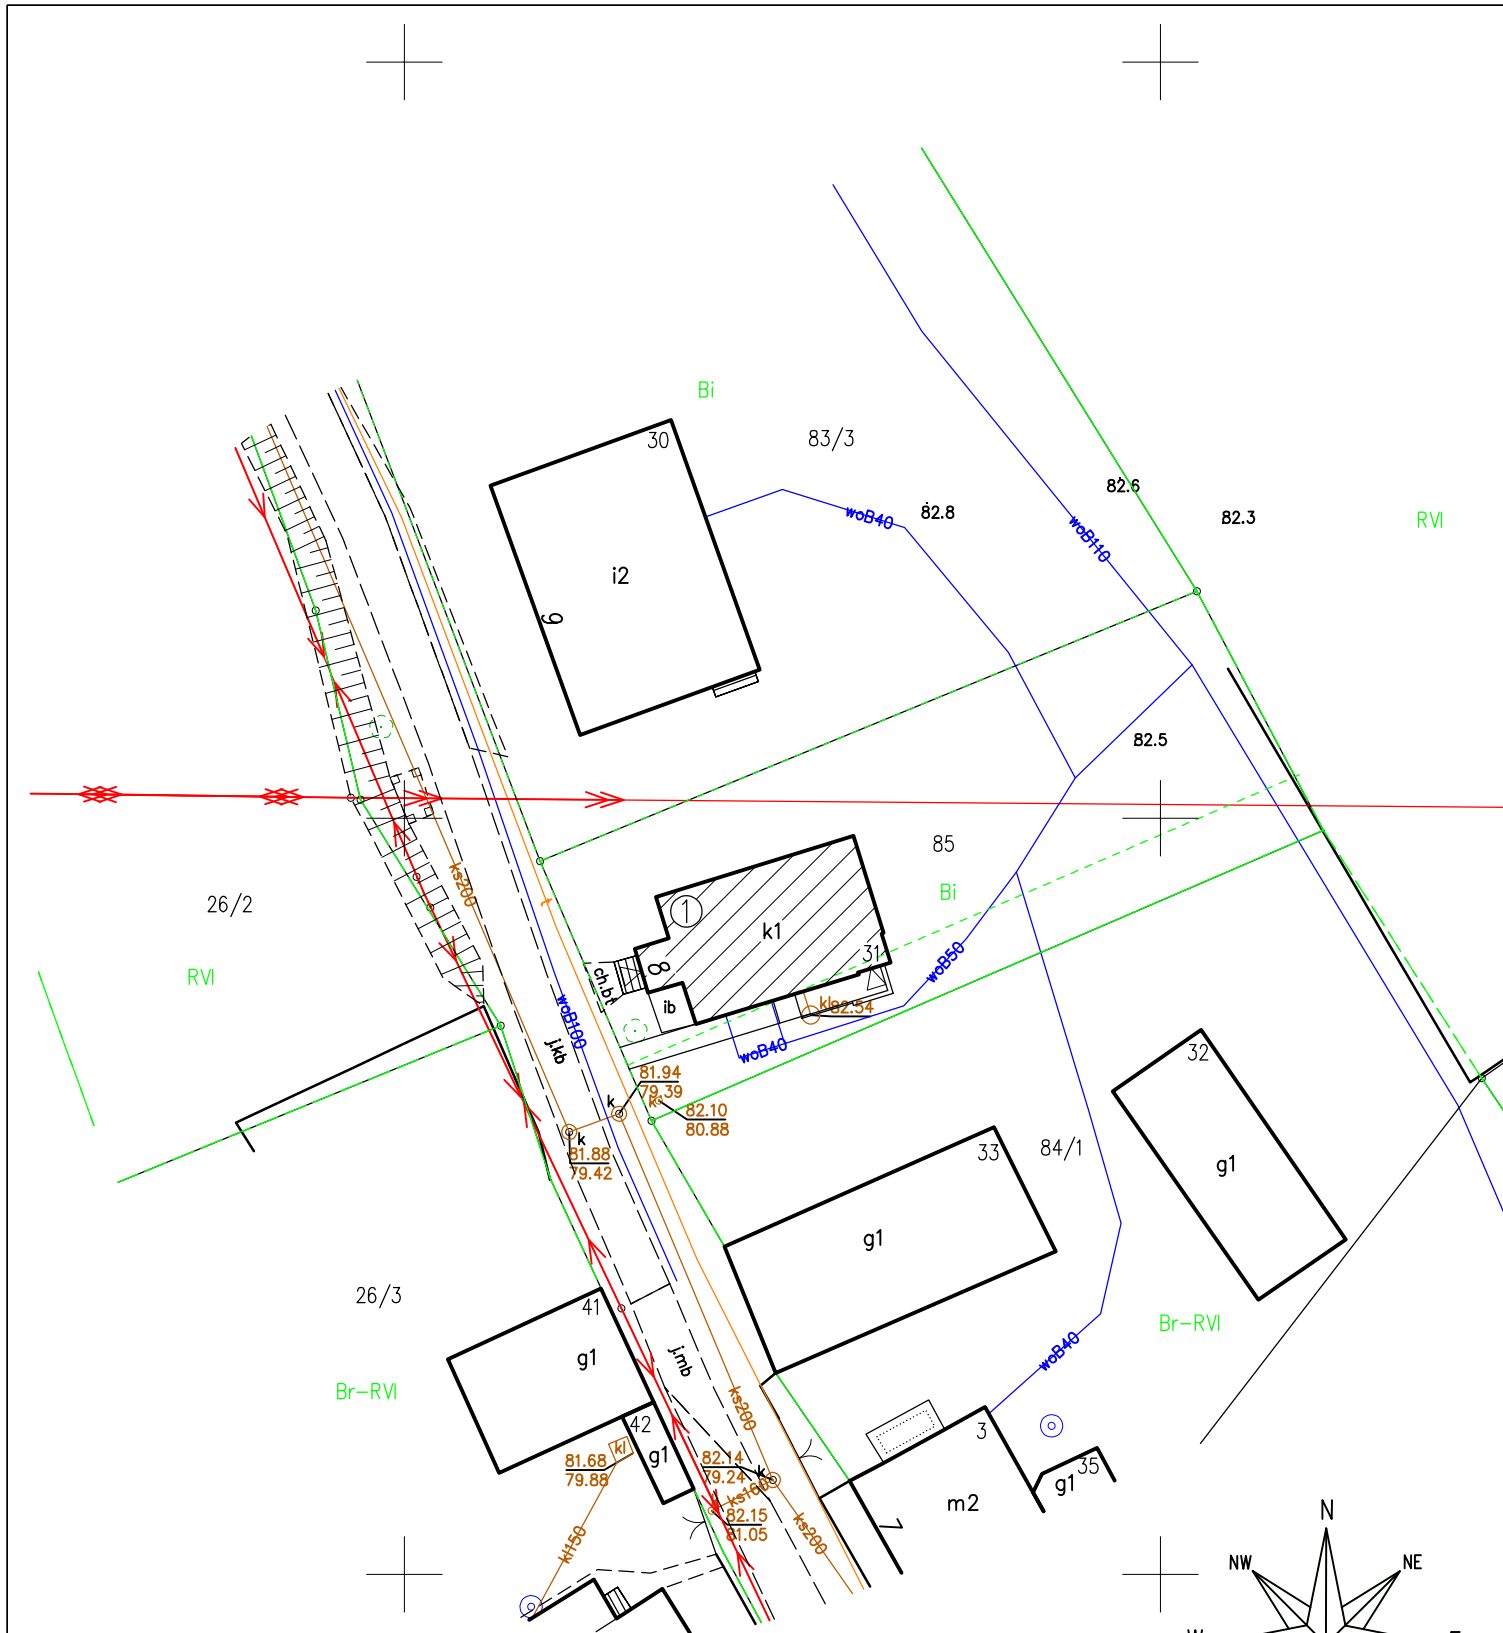 Bi
30
83/3
82.6
82.8
82.3
woB40
woB110
RVI
i2
9
82.5
85
ks200
Bi
26/2
1
k1
t
31
8
woB50
RVI
ch.bt
ib
kl
82.54
woB100
j.kb
woB40
32
81.94
79.39
k
k
82.10
80.88
k
81.88
79.42
33
84/1
g1
g1
26/3
41
Br-RVI
g1
j.mb
woB40
Br-RVI
ks200
42
3
kl
g1
81.68
79.88
82.14
79.24
k
35
g1
ks100
m2
82.15
81.05
7
ks200
kl150
N
NW
NE